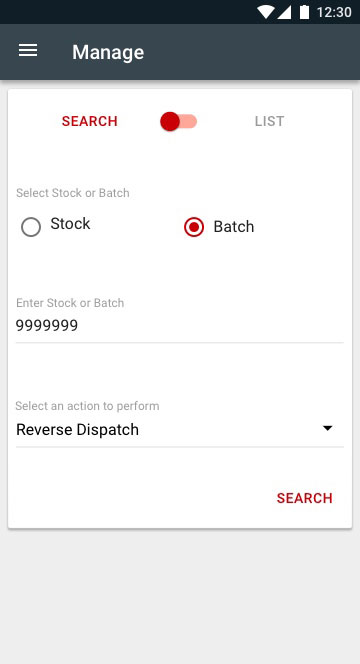 12:30
Manage
SEARCH LIST
Select Stock or Batch
Stock Batch
Enter Stock or Batch
9999999
Select an action to perform
Reverse Dispatch
SEARCH